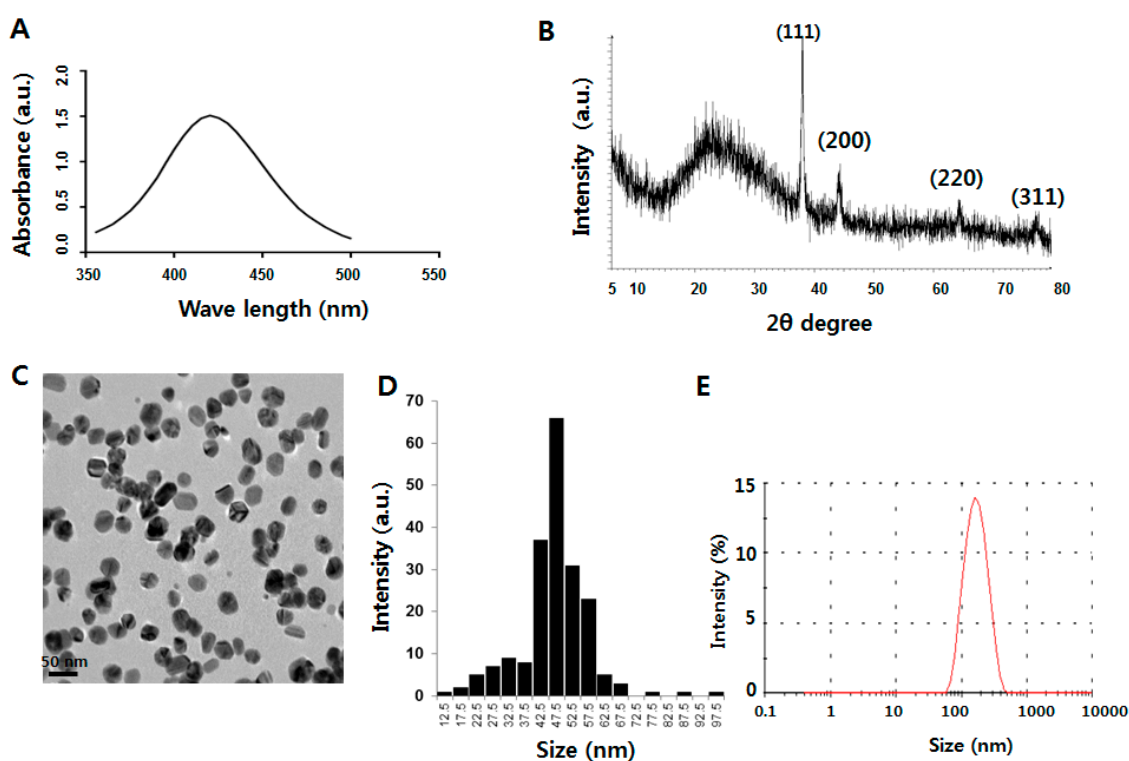 A
Absorbance (a.u.)
2.0
1.5
1.0
0.5
0.0
350 400 450 500 550
Wave length (nm)
B
Intensity (a.u.)
(111)
(200)
(220)
(311)
5 10 20 30 40 50 60 70 80
2θ degree
C
50 nm
D
Intensity (a.u.)
70
60
50
40
30
20
10
0
12.5 17.5 22.5 27.5 32.5 37.5 42.5 47.5 52.5 57.5 62.5 67.5 72.5 77.5 82.5 87.5 92.5 97.5
Size (nm)
E
Intensity (%)
15
10
5
0
0.1 1 10 100 1000 10000
Size (nm)